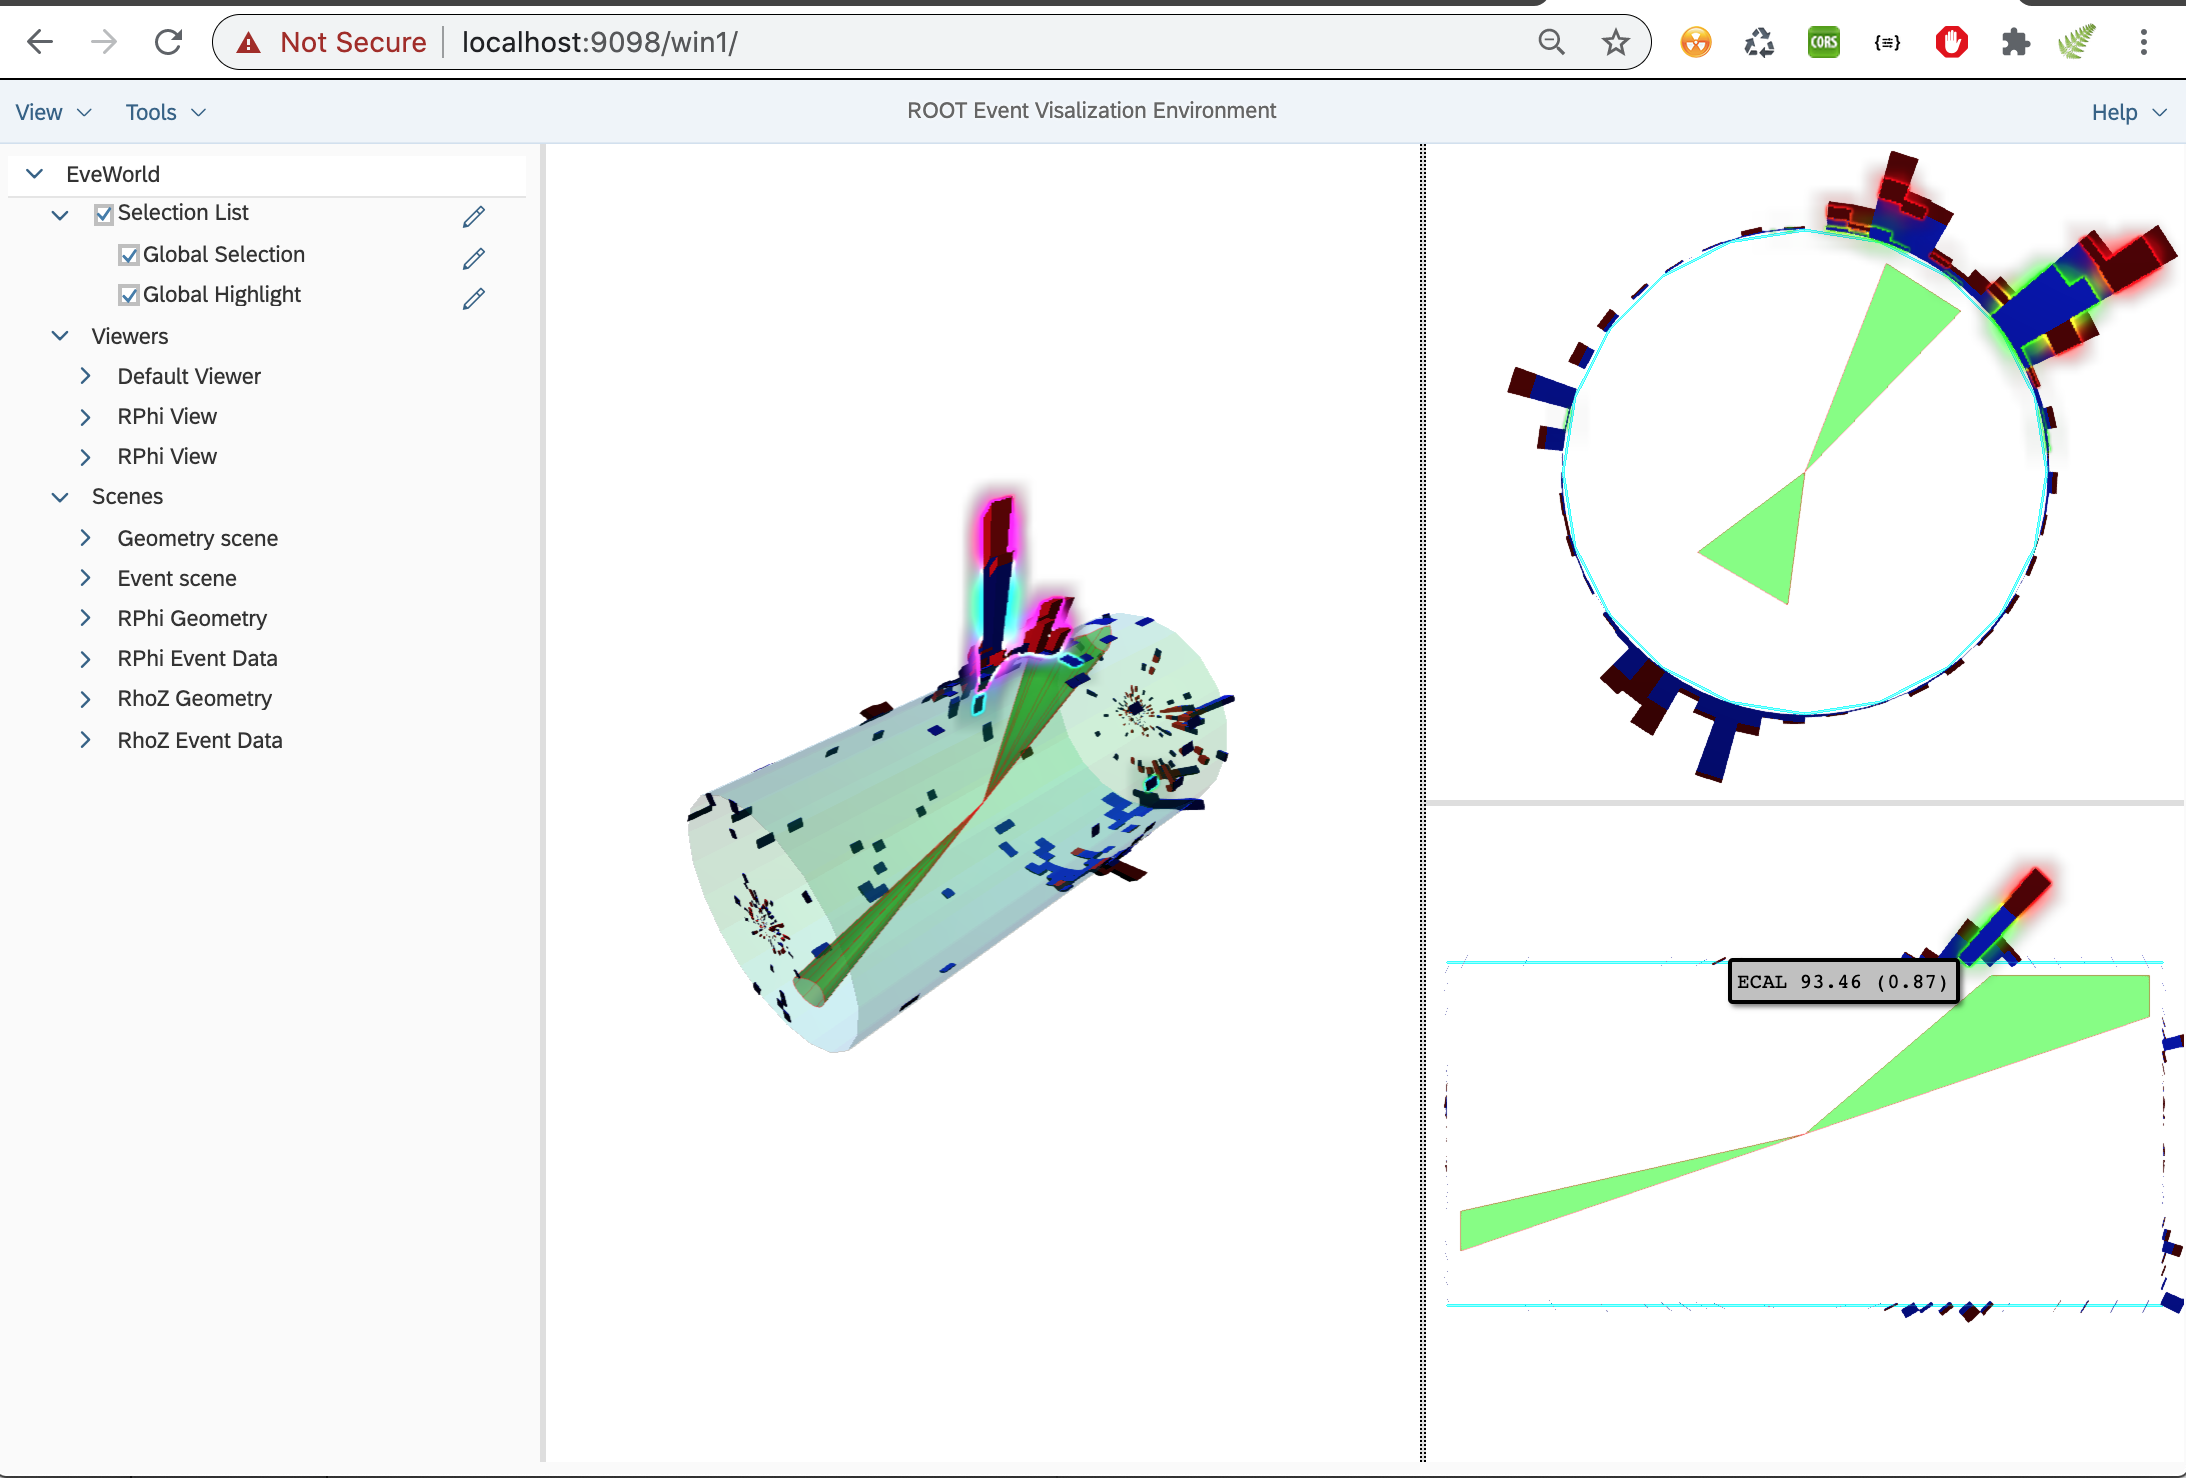 Not Secure localhost:9098/win1/
CORS
{≡}
View Tools ROOT Event Visalization Environment Help
EveWorld
Selection List
Global Selection
Global Highlight
Viewers
Default Viewer
RPhi View
RPhi View
Scenes
Geometry scene
Event scene
RPhi Geometry
RPhi Event Data
RhoZ Geometry
RhoZ Event Data
ECAL 93.46 (0.87)